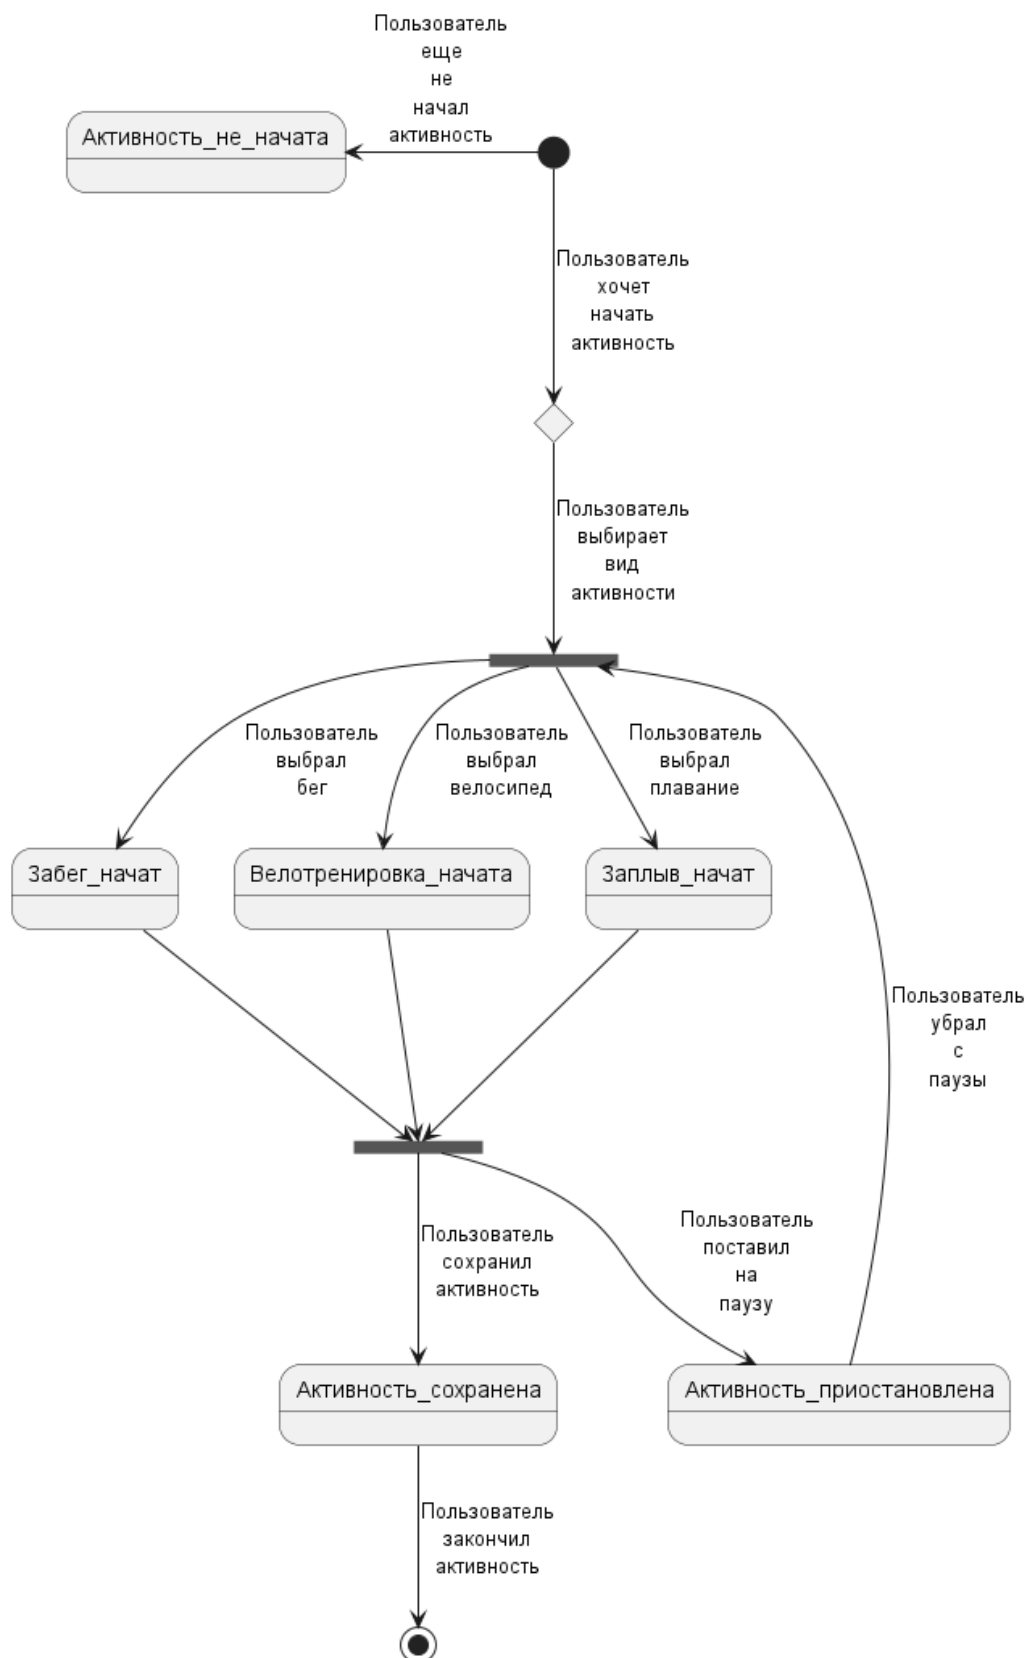 Пользователь
еще
не
начал
активность
Активность_не_начата
Пользователь
хочет
начать
активность
Пользователь
выбирает
вид
активности
Пользователь
выбрал
бег
Пользователь
выбрал
велосипед
Пользователь
выбрал
плавание
Забег_начат
Велотренировка_начата
Заплыв_начат
Пользователь
убрал
с
паузы
Пользователь
сохранил
активность
Пользователь
поставил
на
паузу
Активность_сохранена
Активность_приостановлена
Пользователь
закончил
активность